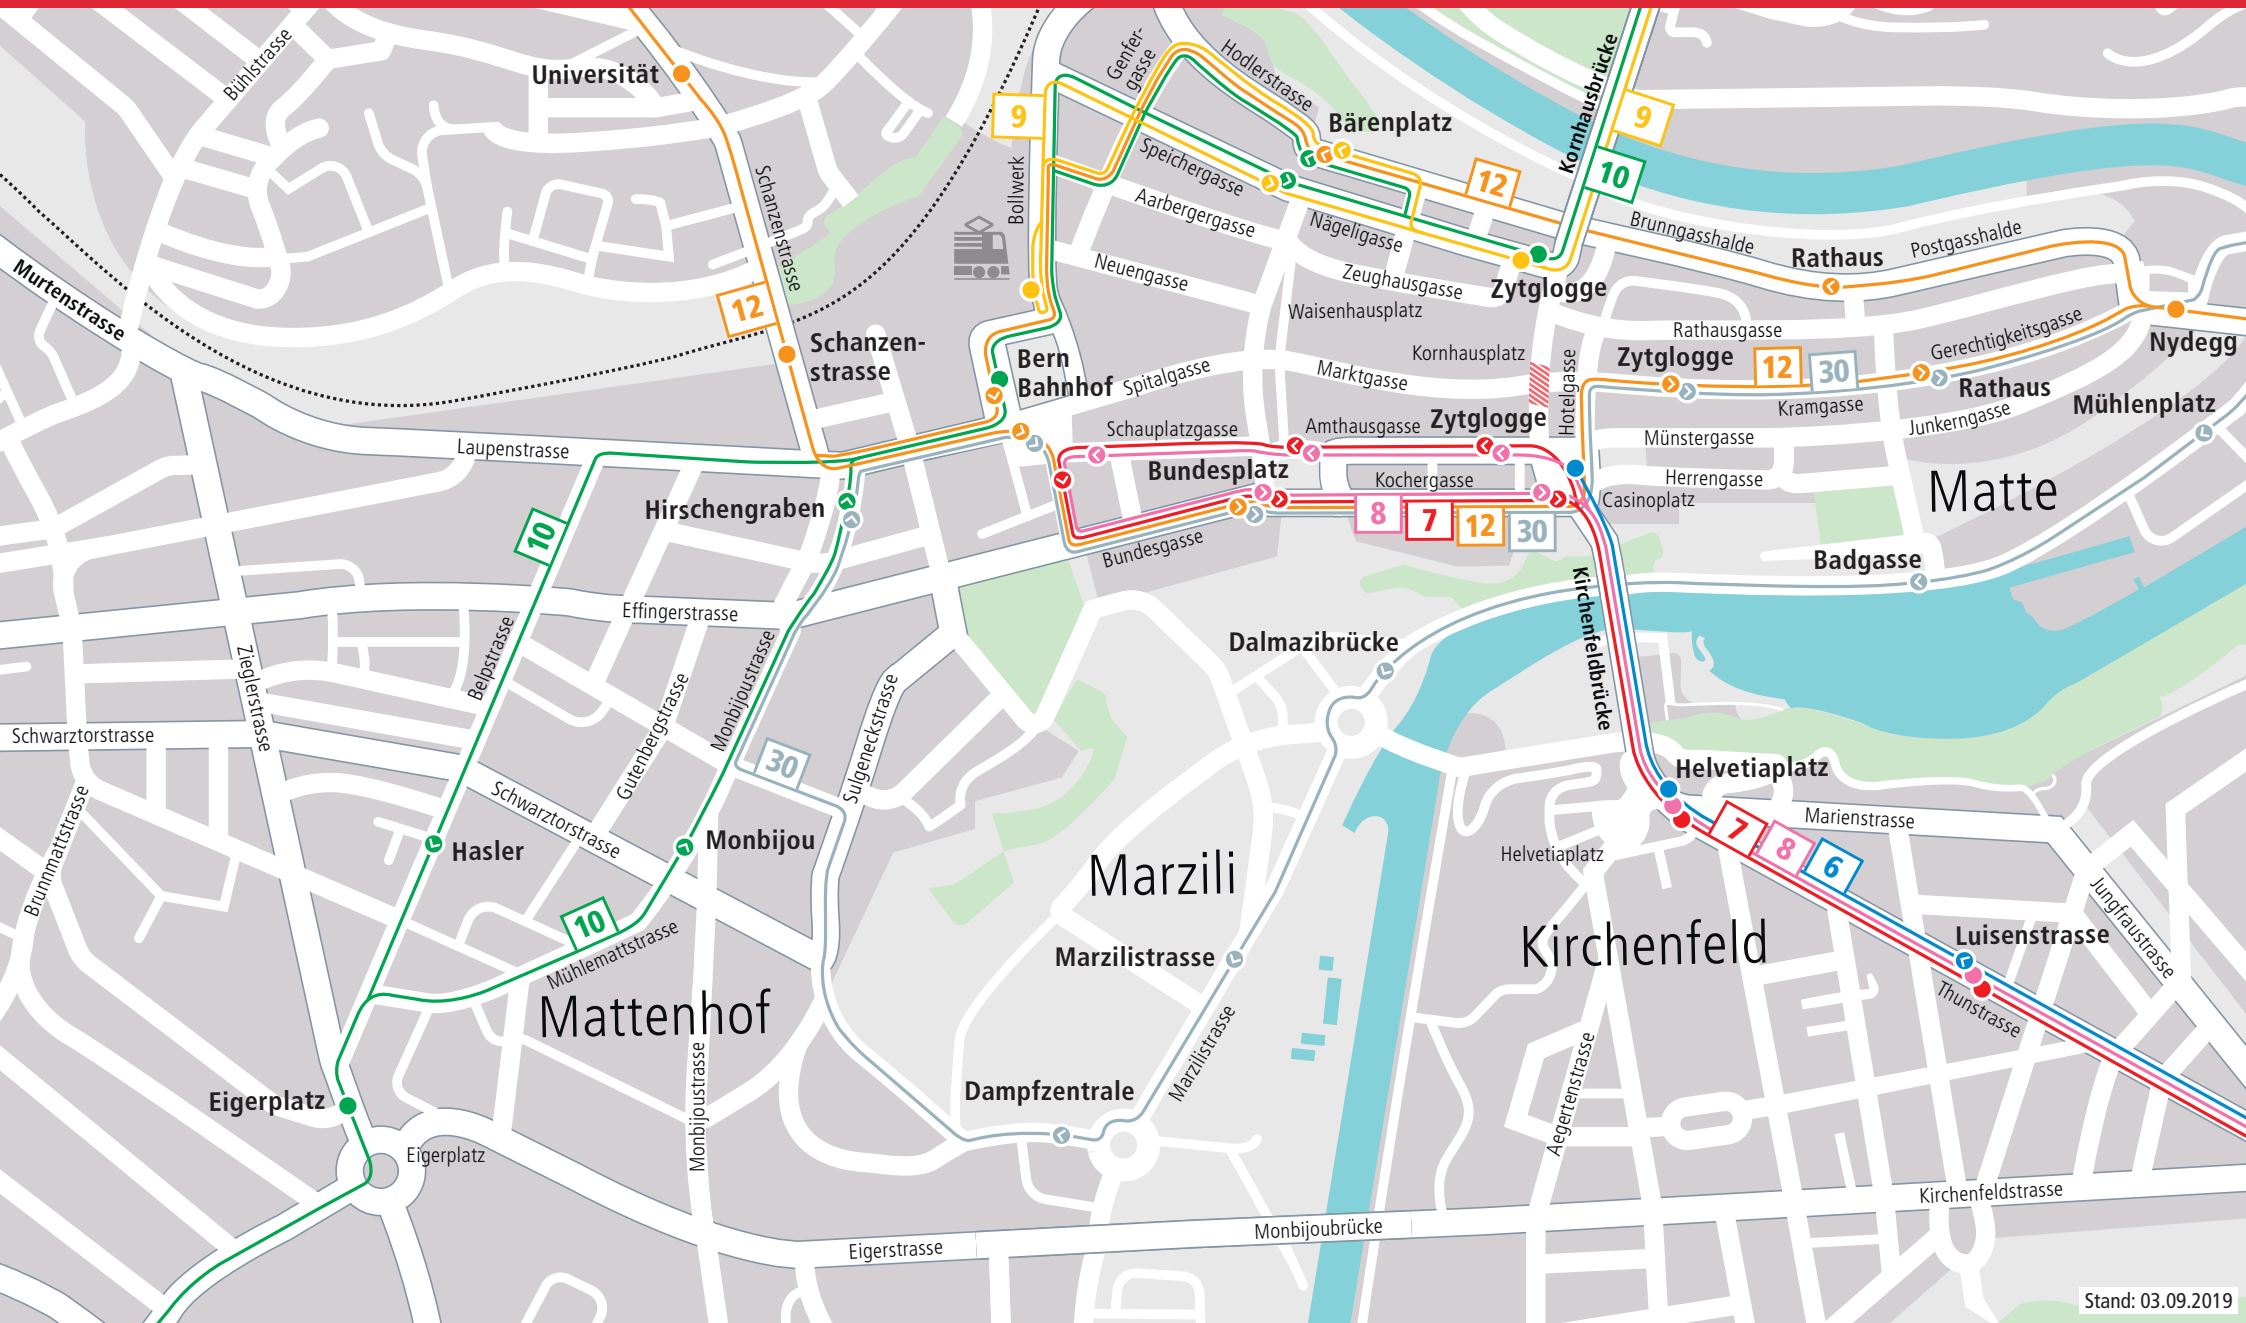 Bühlstrasse
Universität
Genfer-
gasse
Hodlerstrasse
9
Bärenplatz
Kornhausbrücke
9
10
Bollwerk
Speichergasse
12
Schanzenstrasse
Aarbergergasse
Nägeligasse
Brunngasshalde
Rathaus
Postgasshalde
Murtenstrasse
Neuengasse
Zeughausgasse
Zytglogge
Waisenhausplatz
12
Schanzen-
strasse
Bern
Bahnhof
Spitalgasse
Marktgasse
Kornhausplatz
Hotelgasse
Rathausgasse
Zytglogge
12
30
Gerechtigkeitsgasse
Nydegg
Rathaus
Kramgasse
Junkerngasse
Mühlenplatz
Laupenstrasse
Schauplatzgasse
Amthausgasse
Zytglogge
Münstergasse
Bundesplatz
Kochergasse
Herrengasse
Casinoplatz
Matte
Hirschengraben
8
7
12
30
10
Bundesgasse
Badgasse
Effingerstrasse
Kirchenfeldbrücke
Dalmazibrücke
Belpstrasse
Zieglerstrasse
Monbijoustrasse
Gutenbergstrasse
Sulgeneckstrasse
Schwarztorstrasse
30
Helvetiaplatz
Schwarztorstrasse
7
8
6
Marienstrasse
Brunnmattstrasse
Hasler
Monbijou
Helvetiaplatz
Marzili
Jungfraustrasse
10
Mühlemattstrasse
Kirchenfeld
Luisenstrasse
Marzilistrasse
Thunstrasse
Mattenhof
Marzilistrasse
Monbijoustrasse
Aegertenstrasse
Eigerplatz
Dampfzentrale
Eigerplatz
Kirchenfeldstrasse
Monbijoubrücke
Eigerstrasse
Stand: 03.09.2019